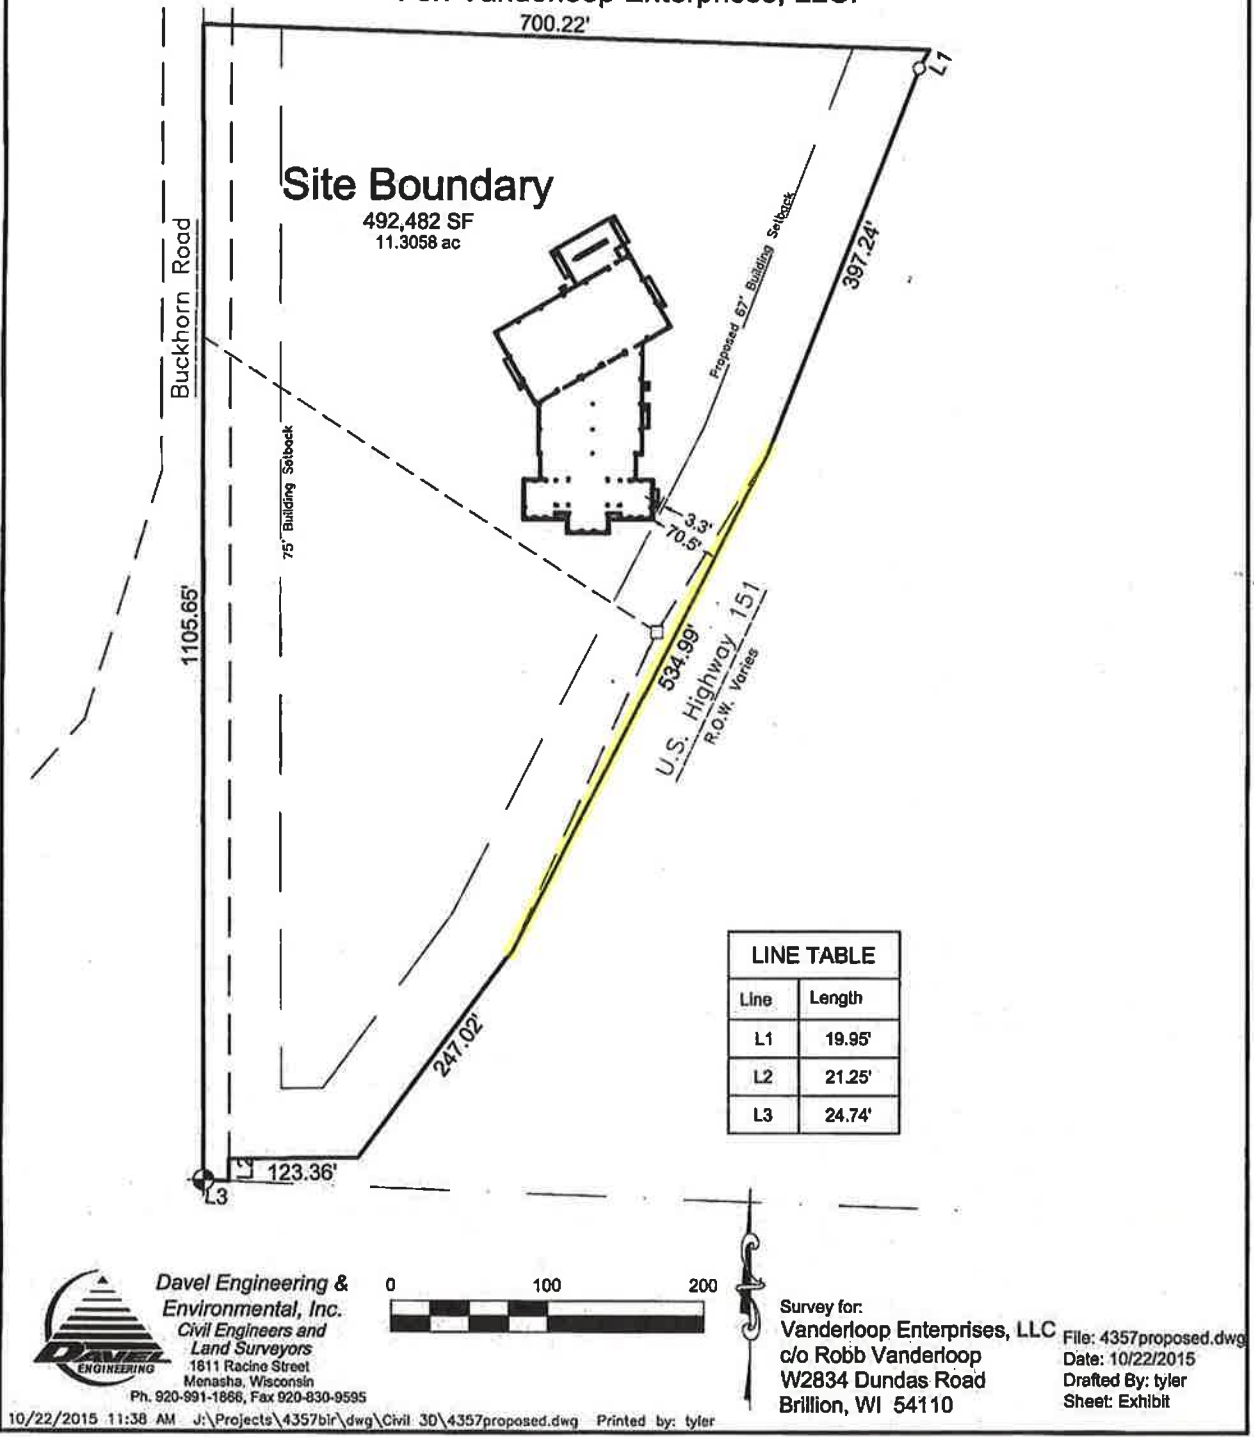 700.22'
L1
Site Boundary
492,482 SF
11.3058 ac
Buckhorn Road
397.24'
Proposed 67' Building Setback
75' Building Setback
3.3'
70.5'
1105.65'
534.99'
U.S. Highway 151
R.O.W. Varies
247.02'
LINE TABLE
Line Length
L1 19.95'
L2 21.25'
L3 24.74'
L2
123.36'
L3
Davel Engineering &
Environmental, Inc.
Civil Engineers and
Land Surveyors
1811 Racine Street
Menasha, Wisconsin
Ph. 920-991-1866, Fax 920-830-9595
DAVEL
ENGINEERING
0 100 200
Survey for:
Vanderloop Enterprises, LLC
c/o Robb Vanderloop
W2834 Dundas Road
Brillion, WI 54110
File: 4357proposed.dwg
Date: 10/22/2015
Drafted By: tyler
Sheet: Exhibit
10/22/2015 11:38 AM J:\Projects\4357bir\dwg\Civil 3D\4357proposed.dwg Printed by: tyler